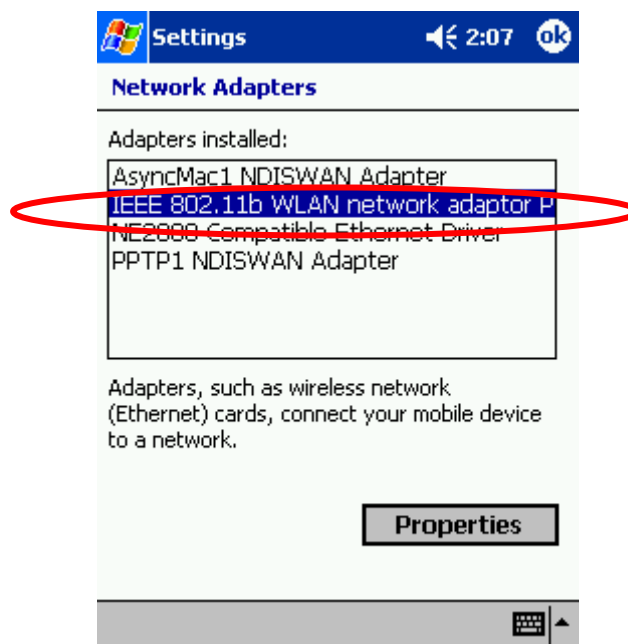 Settings 2:07 ok
Network Adapters
Adapters installed:
AsyncMac1 NDISWAN Adapter
IEEE 802.11b WLAN network adaptor P
NE2000 Compatible Ethernet Driver
PPTP1 NDISWAN Adapter
Adapters, such as wireless network
(Ethernet) cards, connect your mobile device
to a network.
Properties